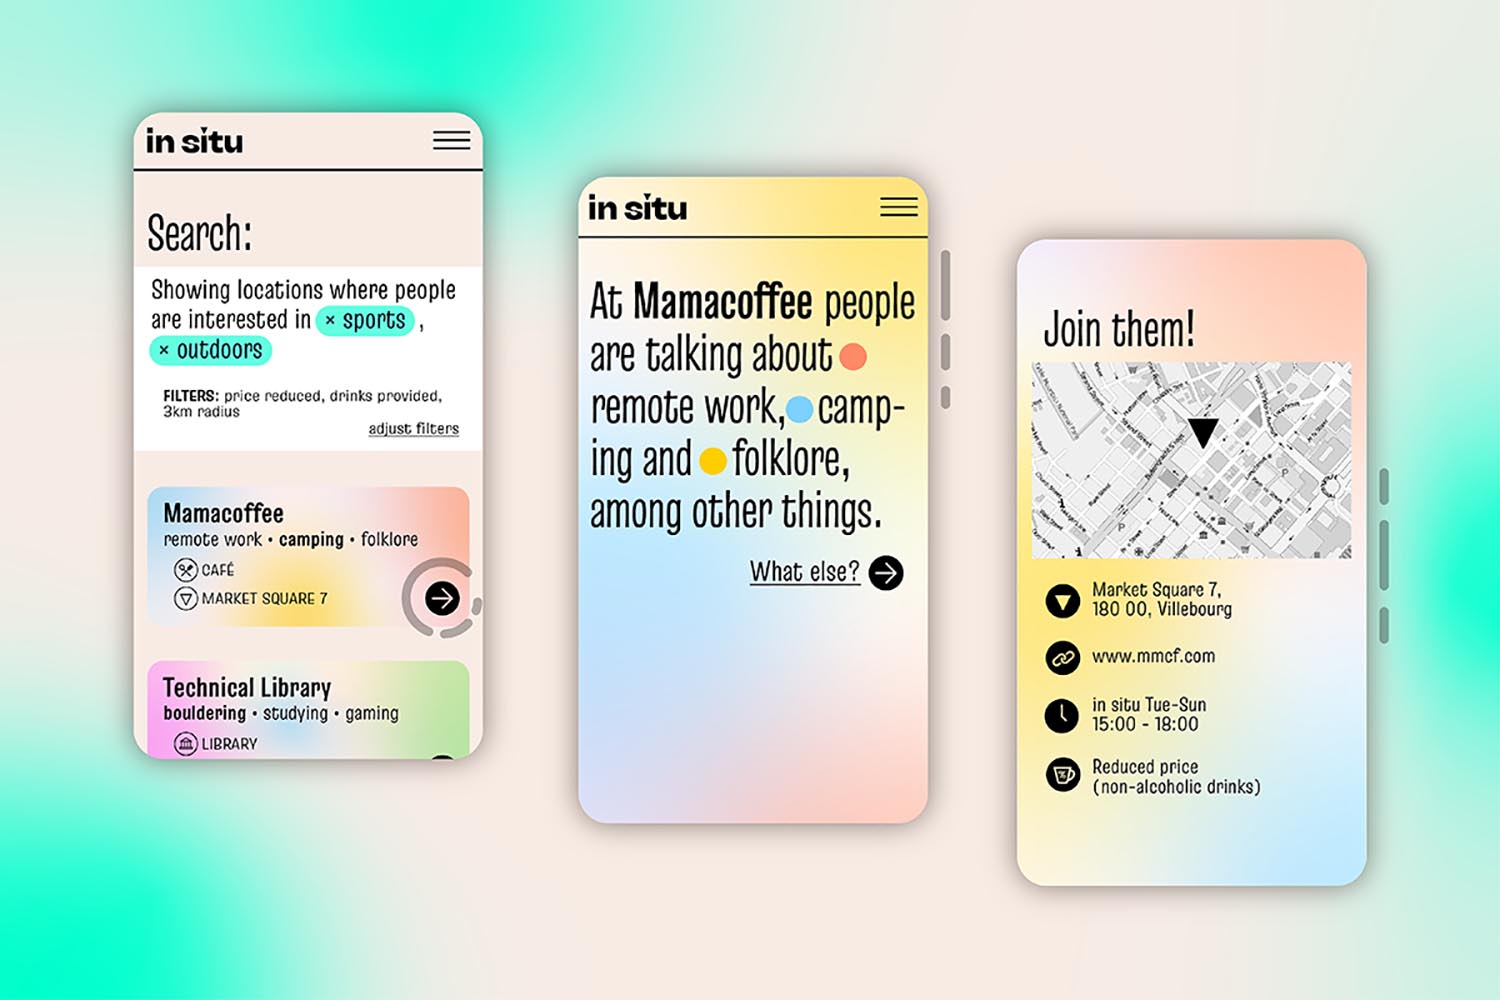 in situ
Search:
Showing locations where people
are interested in × sports ,
× outdoors
FILTERS: price reduced, drinks provided,
3km radius
adjust filters
Mamacoffee
remote work • camping • folklore
CAFÉ
MARKET SQUARE 7
Technical Library
bouldering • studying • gaming
LIBRARY
in situ
At Mamacoffee people
are talking about
remote work, camp-
ing and folklore,
among other things.
What else?
Join them!
Market Square 7,
180 00, Villebourg
www.mmcf.com
in situ Tue-Sun
15:00 - 18:00
Reduced price
(non-alcoholic drinks)